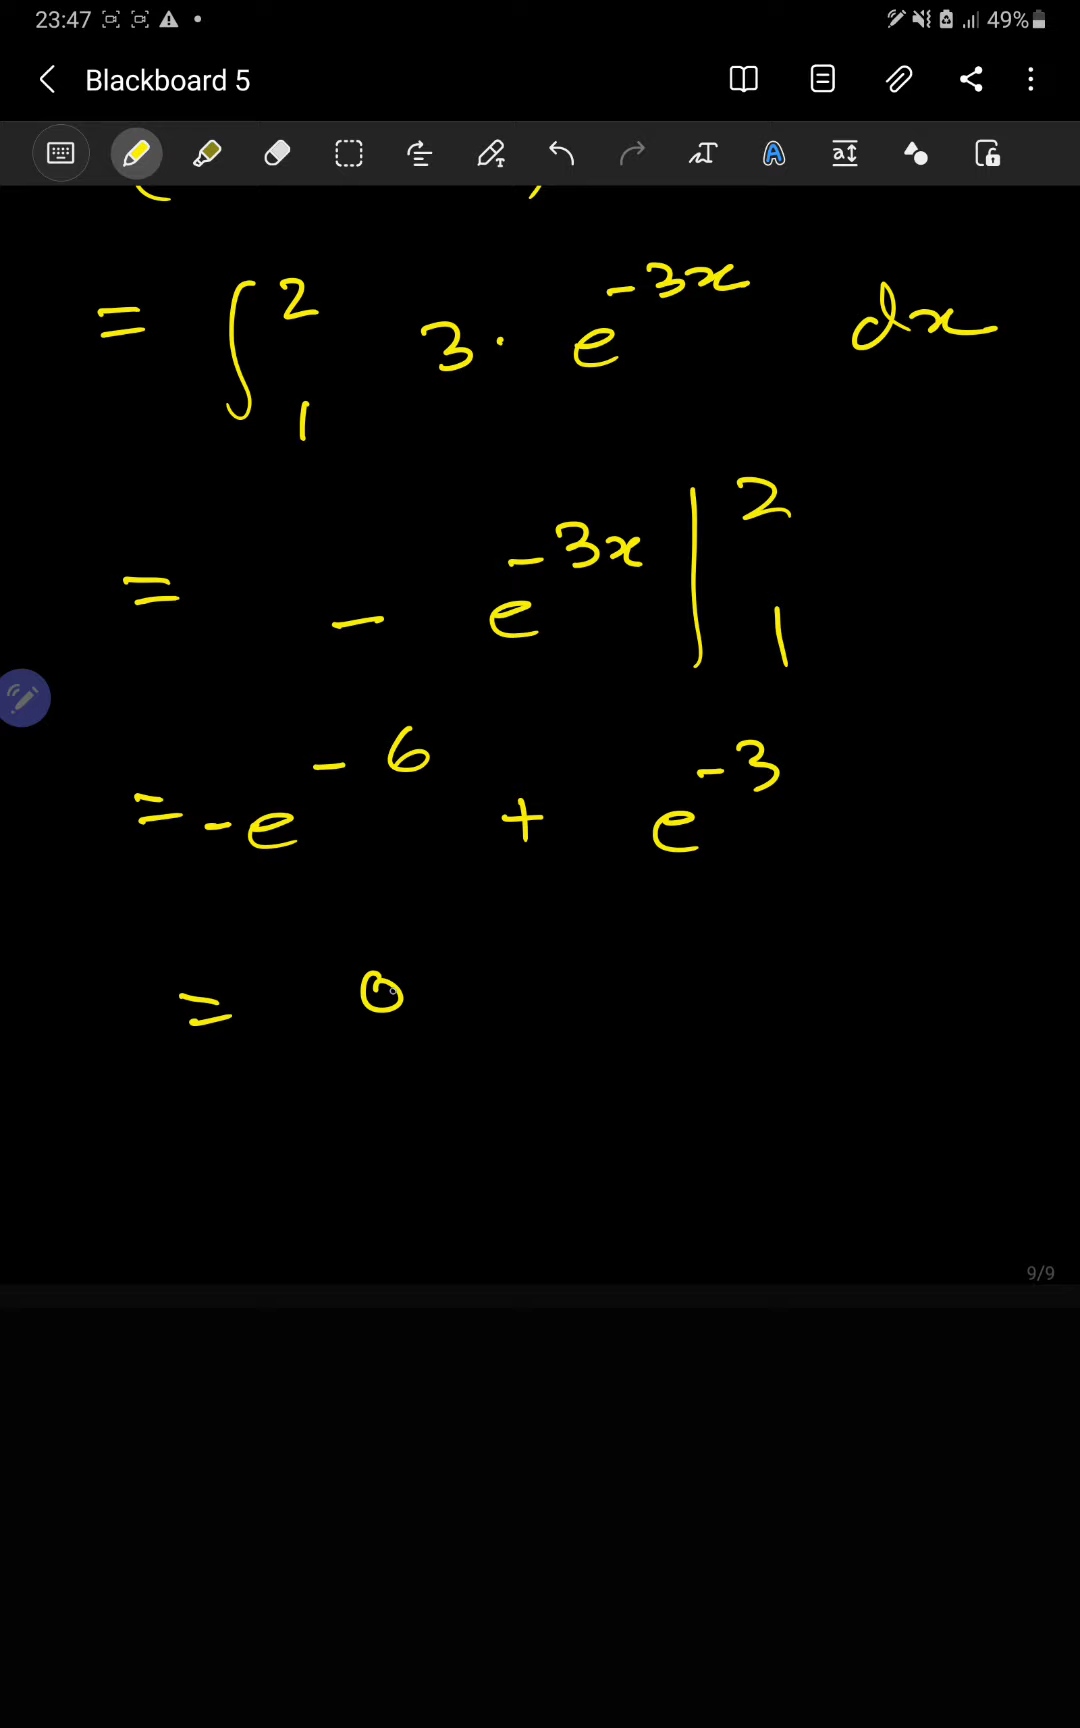 23:47 49%
Blackboard 5
= ∫₁² 3 · e^{-3x} dx
= - e^{-3x} |₁²
= -e^{-6} + e^{-3}
= 0
9/9